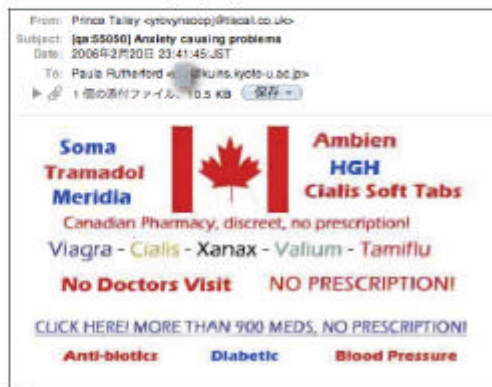 From: Prince Talley
Subject: [qa:55050] Anxiety causing problems
Date: 2006年2月20日 23:41:45:JST
To: Paula Rutherford @kuins.kyoto-u.ac.jp>
1 個の添付ファイル、10.5 KB 保存
Soma
Tramadol
Meridia
Ambien
HGH
Cialis Soft Tabs
Canadian Pharmacy, discreet, no prescription!
Viagra - Cialis - Xanax - Valium - Tamiflu
No Doctors Visit NO PRESCRIPTION!
CLICK HERE! MORE THAN 900 MEDS, NO PRESCRIPTION!
Anti-biotics Diabetic Blood Pressure